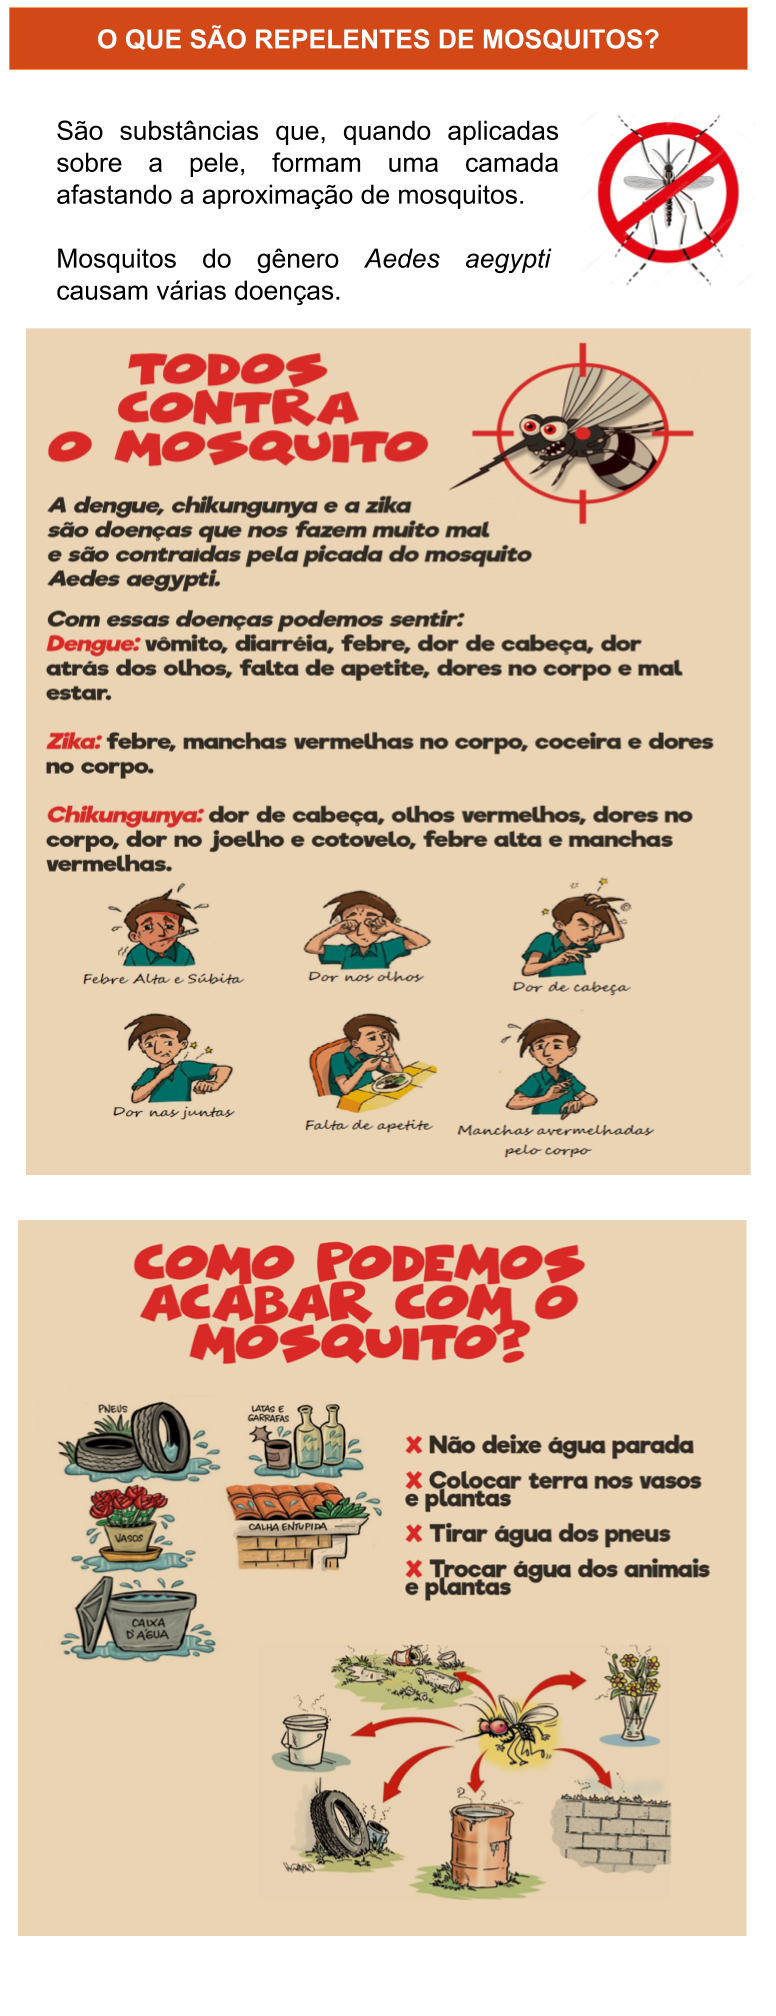 O QUE SÃO REPELENTES DE MOSQUITOS?
São substâncias que, quando aplicadas
sobre a pele, formam uma camada
afastando a aproximação de mosquitos.
Mosquitos do gênero Aedes aegypti
causam várias doenças.
TODOS
CONTRA
O MOSQUITO
A dengue, chikungunya e a zika
são doenças que nos fazem muito mal
e são contraídas pela picada do mosquito
Aedes aegypti.
Com essas doenças podemos sentir:
Dengue: vômito, diarréia, febre, dor de cabeça, dor
atrás dos olhos, falta de apetite, dores no corpo e mal
estar.
Zika: febre, manchas vermelhas no corpo, coceira e dores
no corpo.
Chikungunya: dor de cabeça, olhos vermelhos, dores no
corpo, dor no joelho e cotovelo, febre alta e manchas
vermelhas.
Febre Alta e Súbita
Dor nos olhos
Dor de cabeça
Dor nas juntas
Falta de apetite
Manchas avermelhadas
pelo corpo
COMO PODEMOS
ACABAR COM O
MOSQUITO?
PNEUS
LATAS E
GARRAFAS
VASOS
CALHA ENTUPIDA
CAIXA
D'AGUA
X Não deixe água parada
X Colocar terra nos vasos
e plantas
X Tirar água dos pneus
X Trocar água dos animais
e plantas